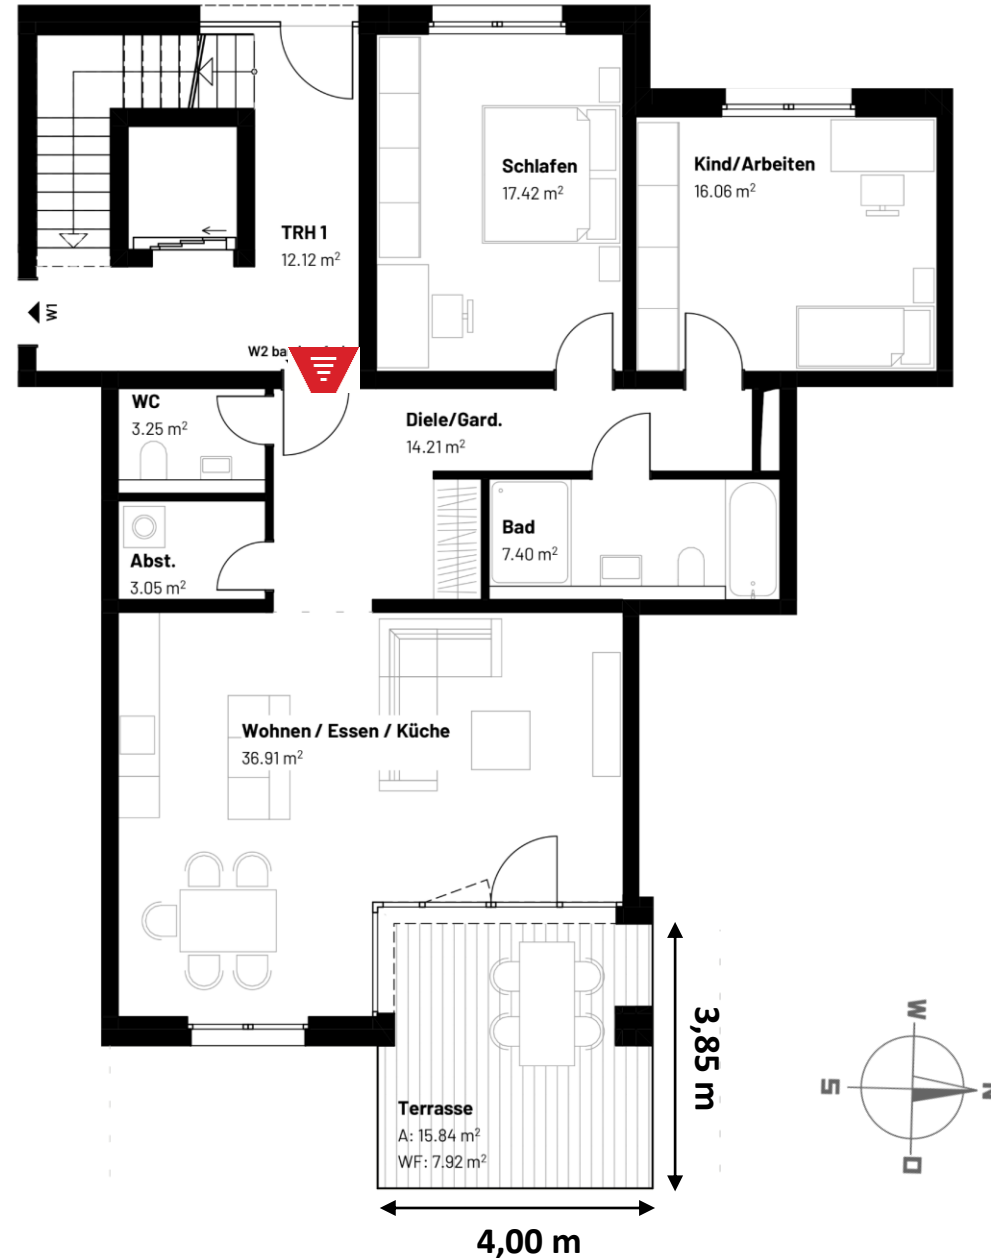 Schlafen
17.42 m²
Kind/Arbeiten
16.06 m²
TRH 1
12.12 m²
W1
W2
WC
3.25 m²
Diele/Gard.
14.21 m²
Bad
7.40 m²
Abst.
3.05 m²
Wohnen / Essen / Küche
36.91 m²
3,85 m
Terrasse
A: 15.84 m²
WF: 7.92 m²
4,00 m
W
S
N
O